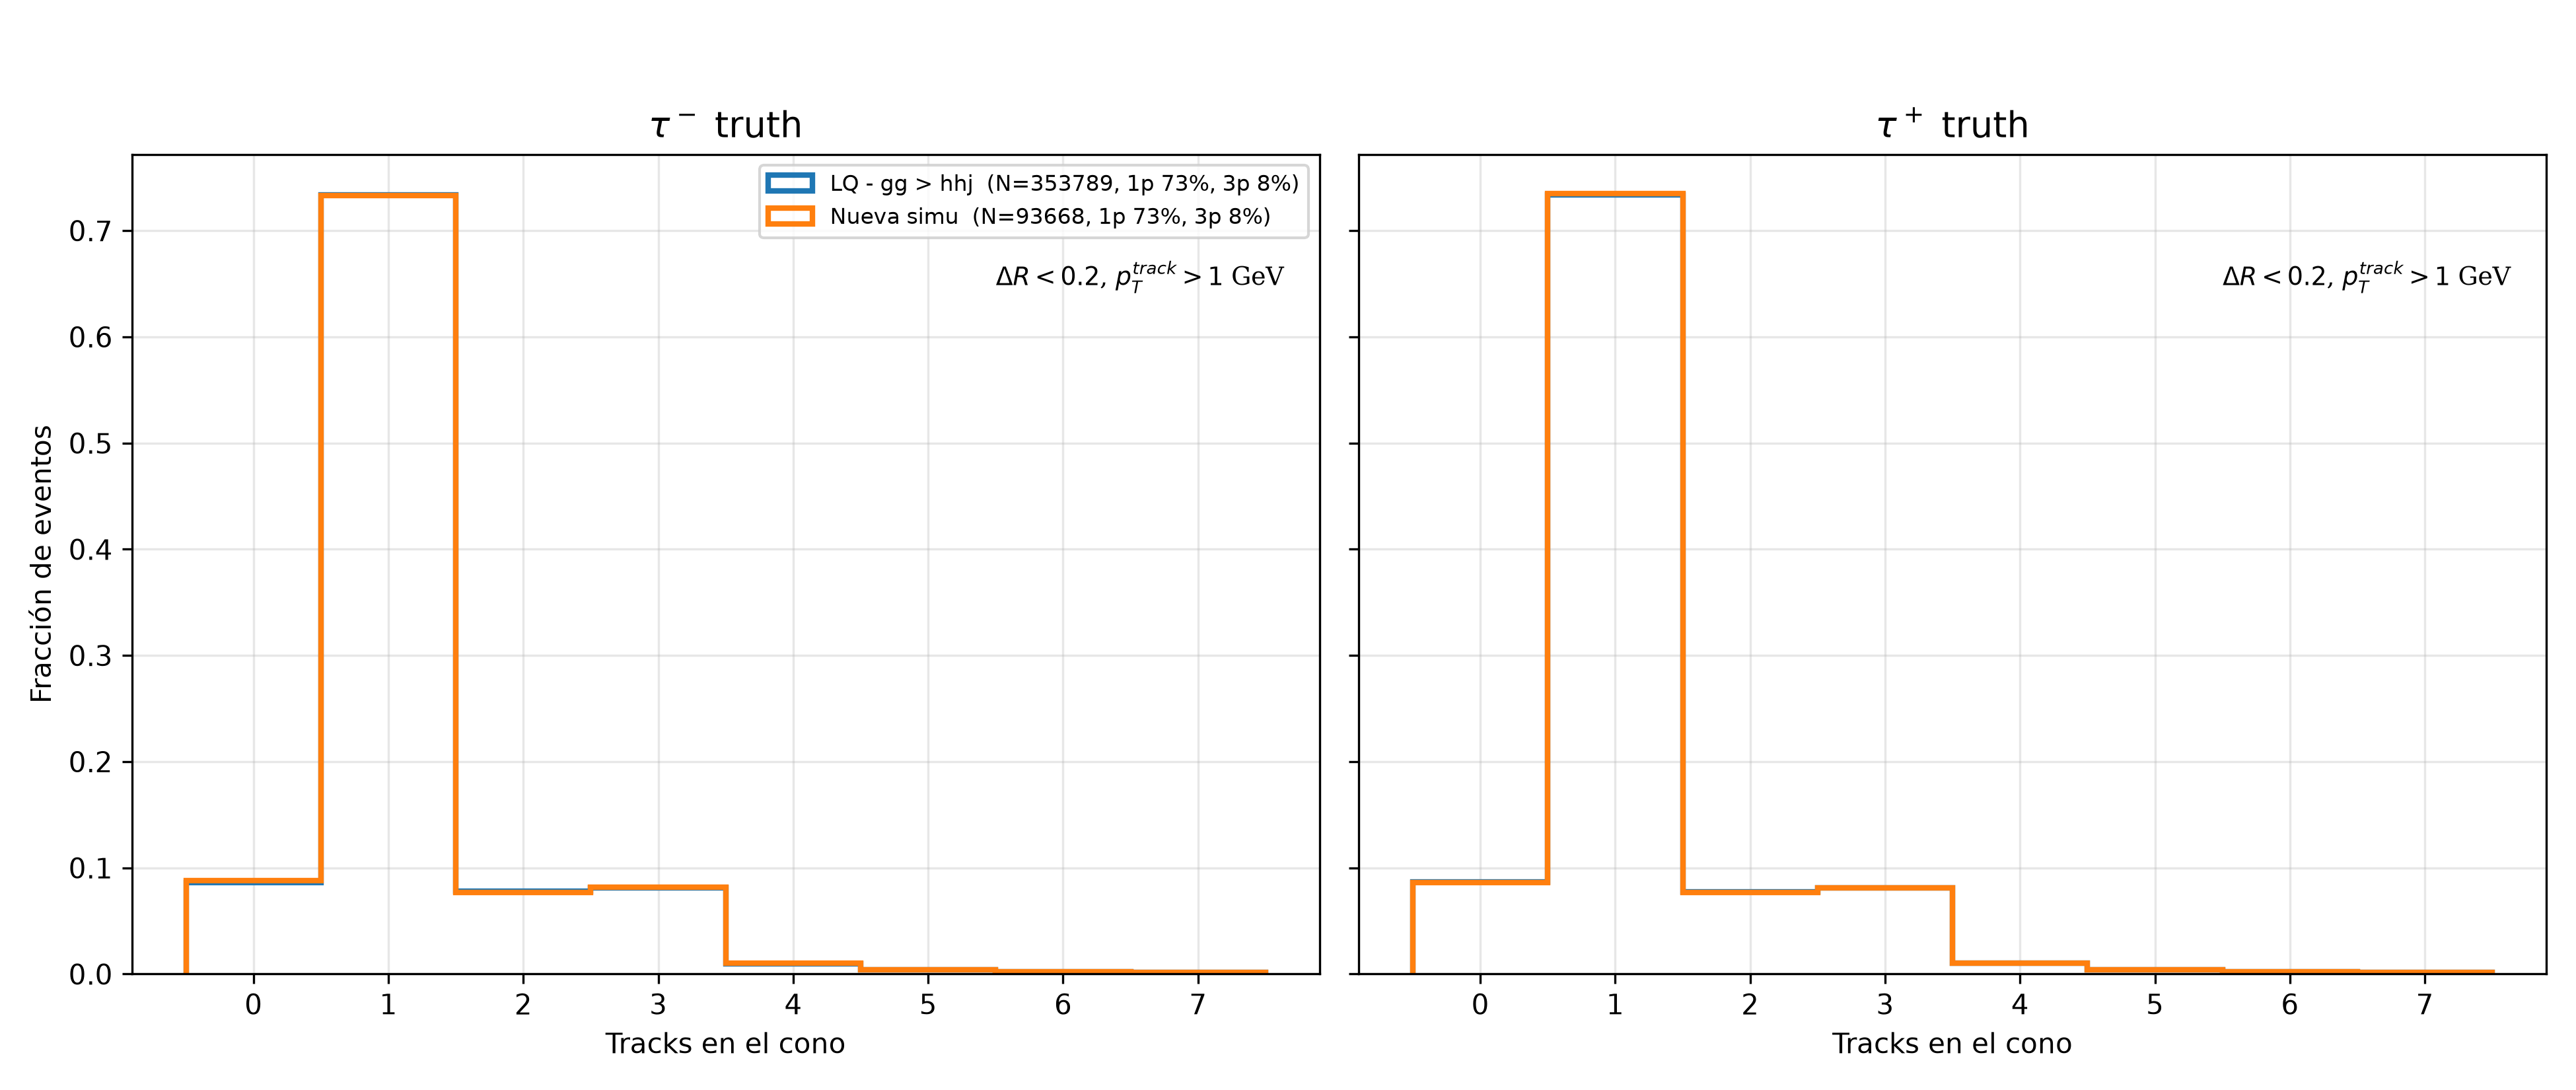 τ⁻ truth
LQ - gg > hhj (N=353789, 1p 73%, 3p 8%)
Nueva simu (N=93668, 1p 73%, 3p 8%)
ΔR < 0.2, p_T^{track} > 1 GeV
Fracción de eventos
0.7
0.6
0.5
0.4
0.3
0.2
0.1
0.0
0 1 2 3 4 5 6 7
Tracks en el cono
τ⁺ truth
ΔR < 0.2, p_T^{track} > 1 GeV
0 1 2 3 4 5 6 7
Tracks en el cono